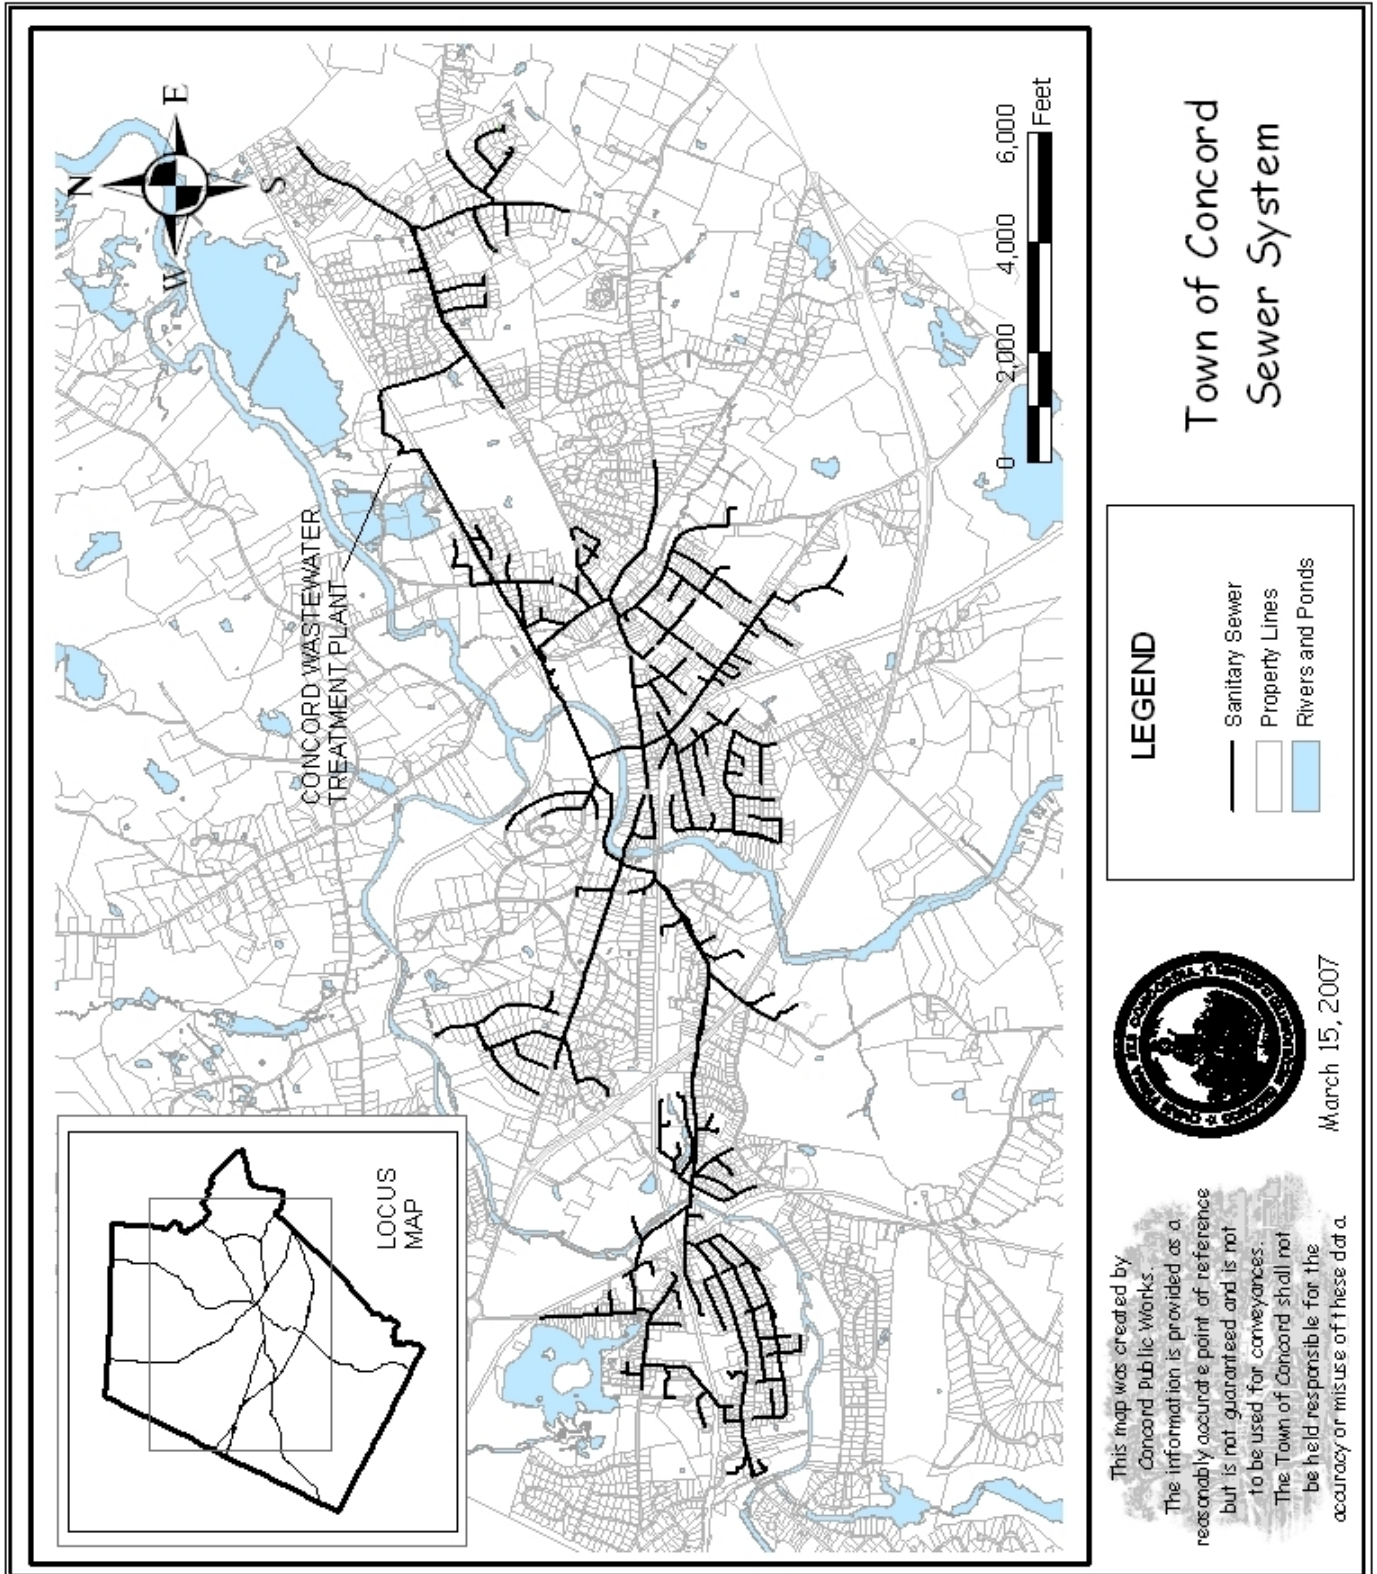 N
E
W
S
CONCORD WASTEWATER
TREATMENT PLANT
LOCUS
MAP
0 2,000 4,000 6,000
Feet
Town of Concord
Sewer System
LEGEND
Sanitary Sewer
Property Lines
Rivers and Ponds
March 15, 2007
This map was created by
Concord Public Works.
The information is provided as a
reasonably accurate point of reference
but is not guaranteed and is not
to be used for conveyances.
The Town of Concord shall not
be held responsible for the
accuracy or misuse of these data.